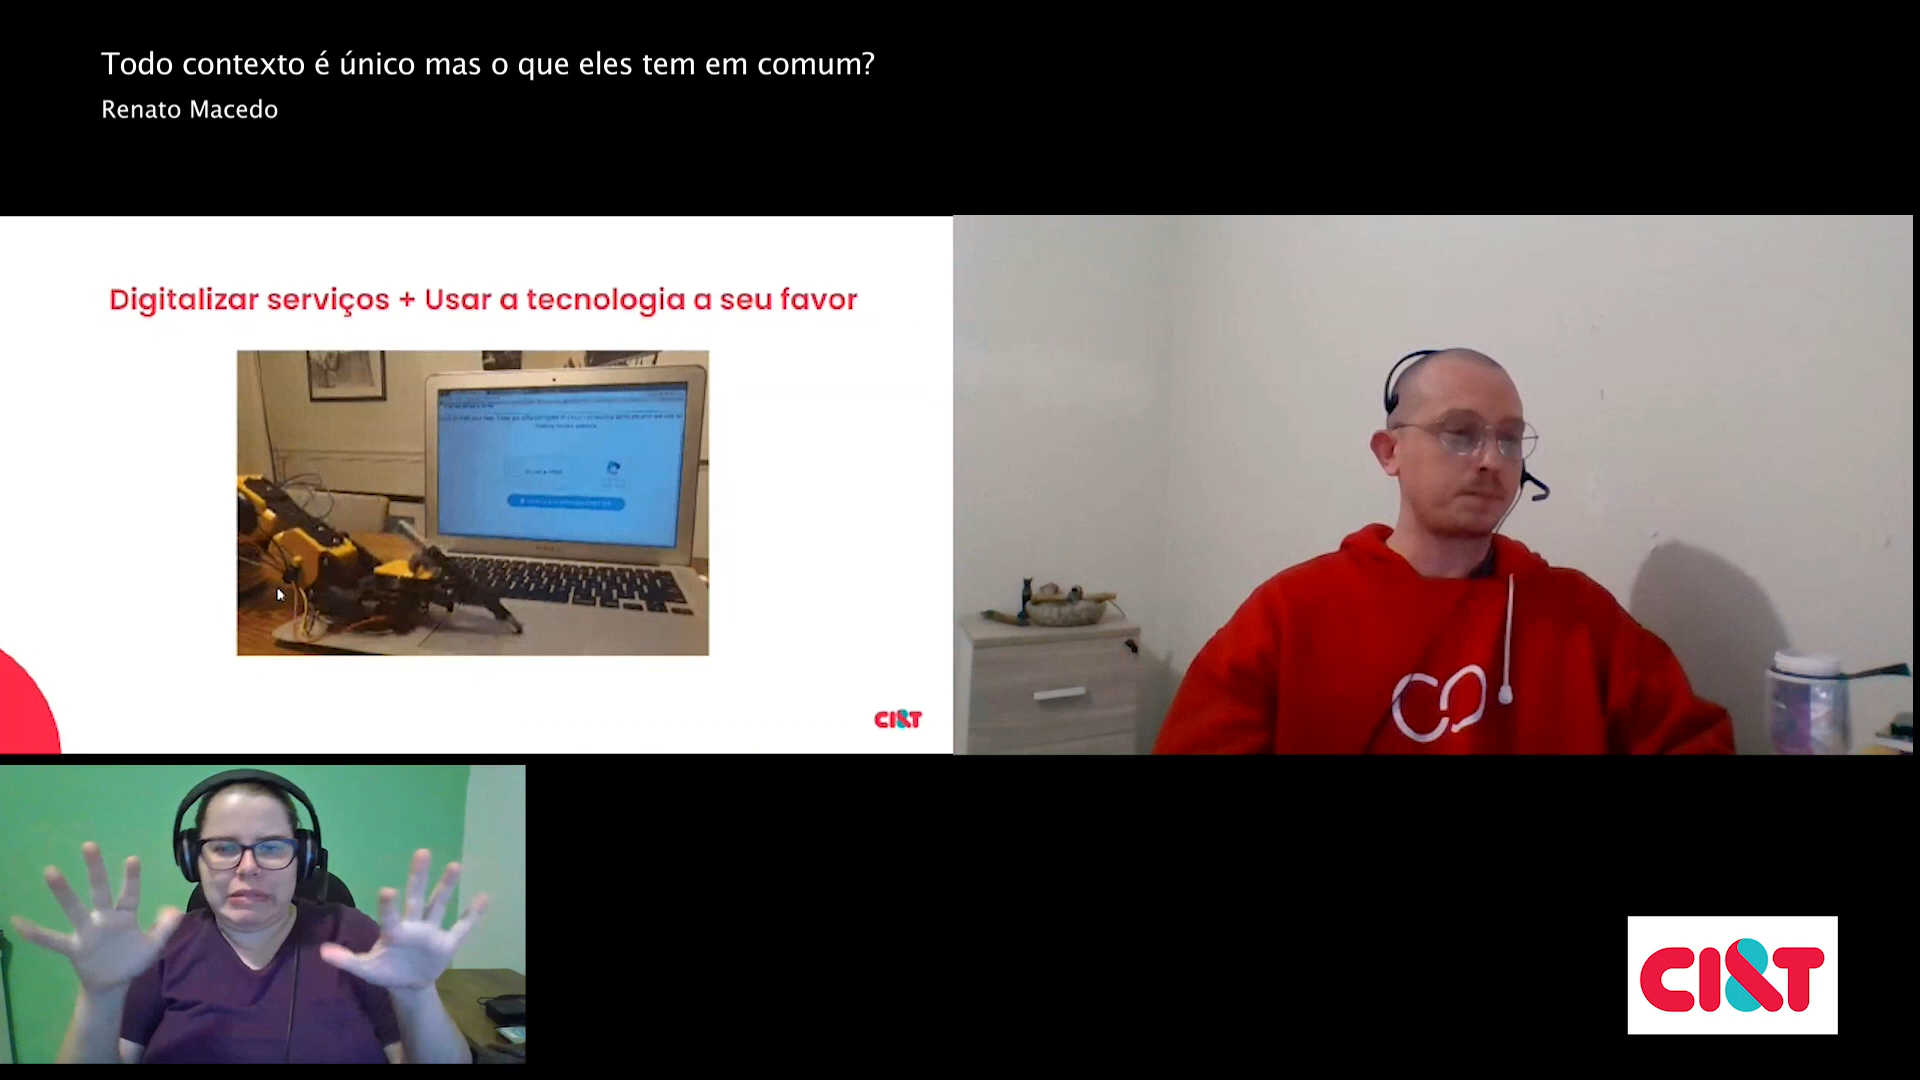 Todo contexto é único mas o que eles tem em comum?
Renato Macedo
Digitalizar serviços + Usar a tecnologia a seu favor
CI&T
CI&T